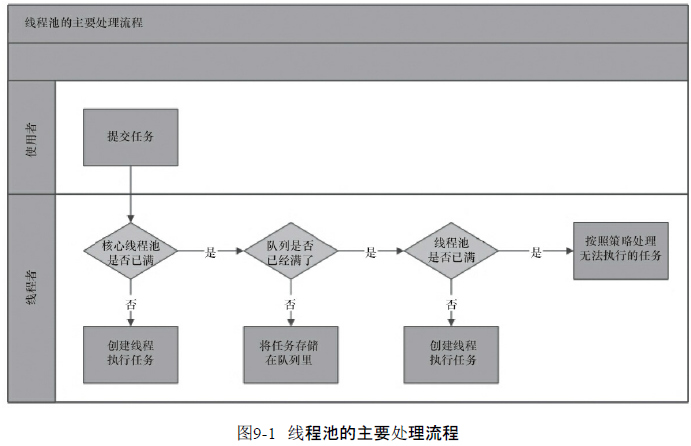 线程池的主要处理流程
使用者
提交任务
线程者
核心线程池
是否已满
是
队列是否
已经满了
是
线程池
是否已满
是
按照策略处理
无法执行的任务
否
否
否
创建线程
执行任务
将任务存储
在队列里
创建线程
执行任务
图9-1 线程池的主要处理流程